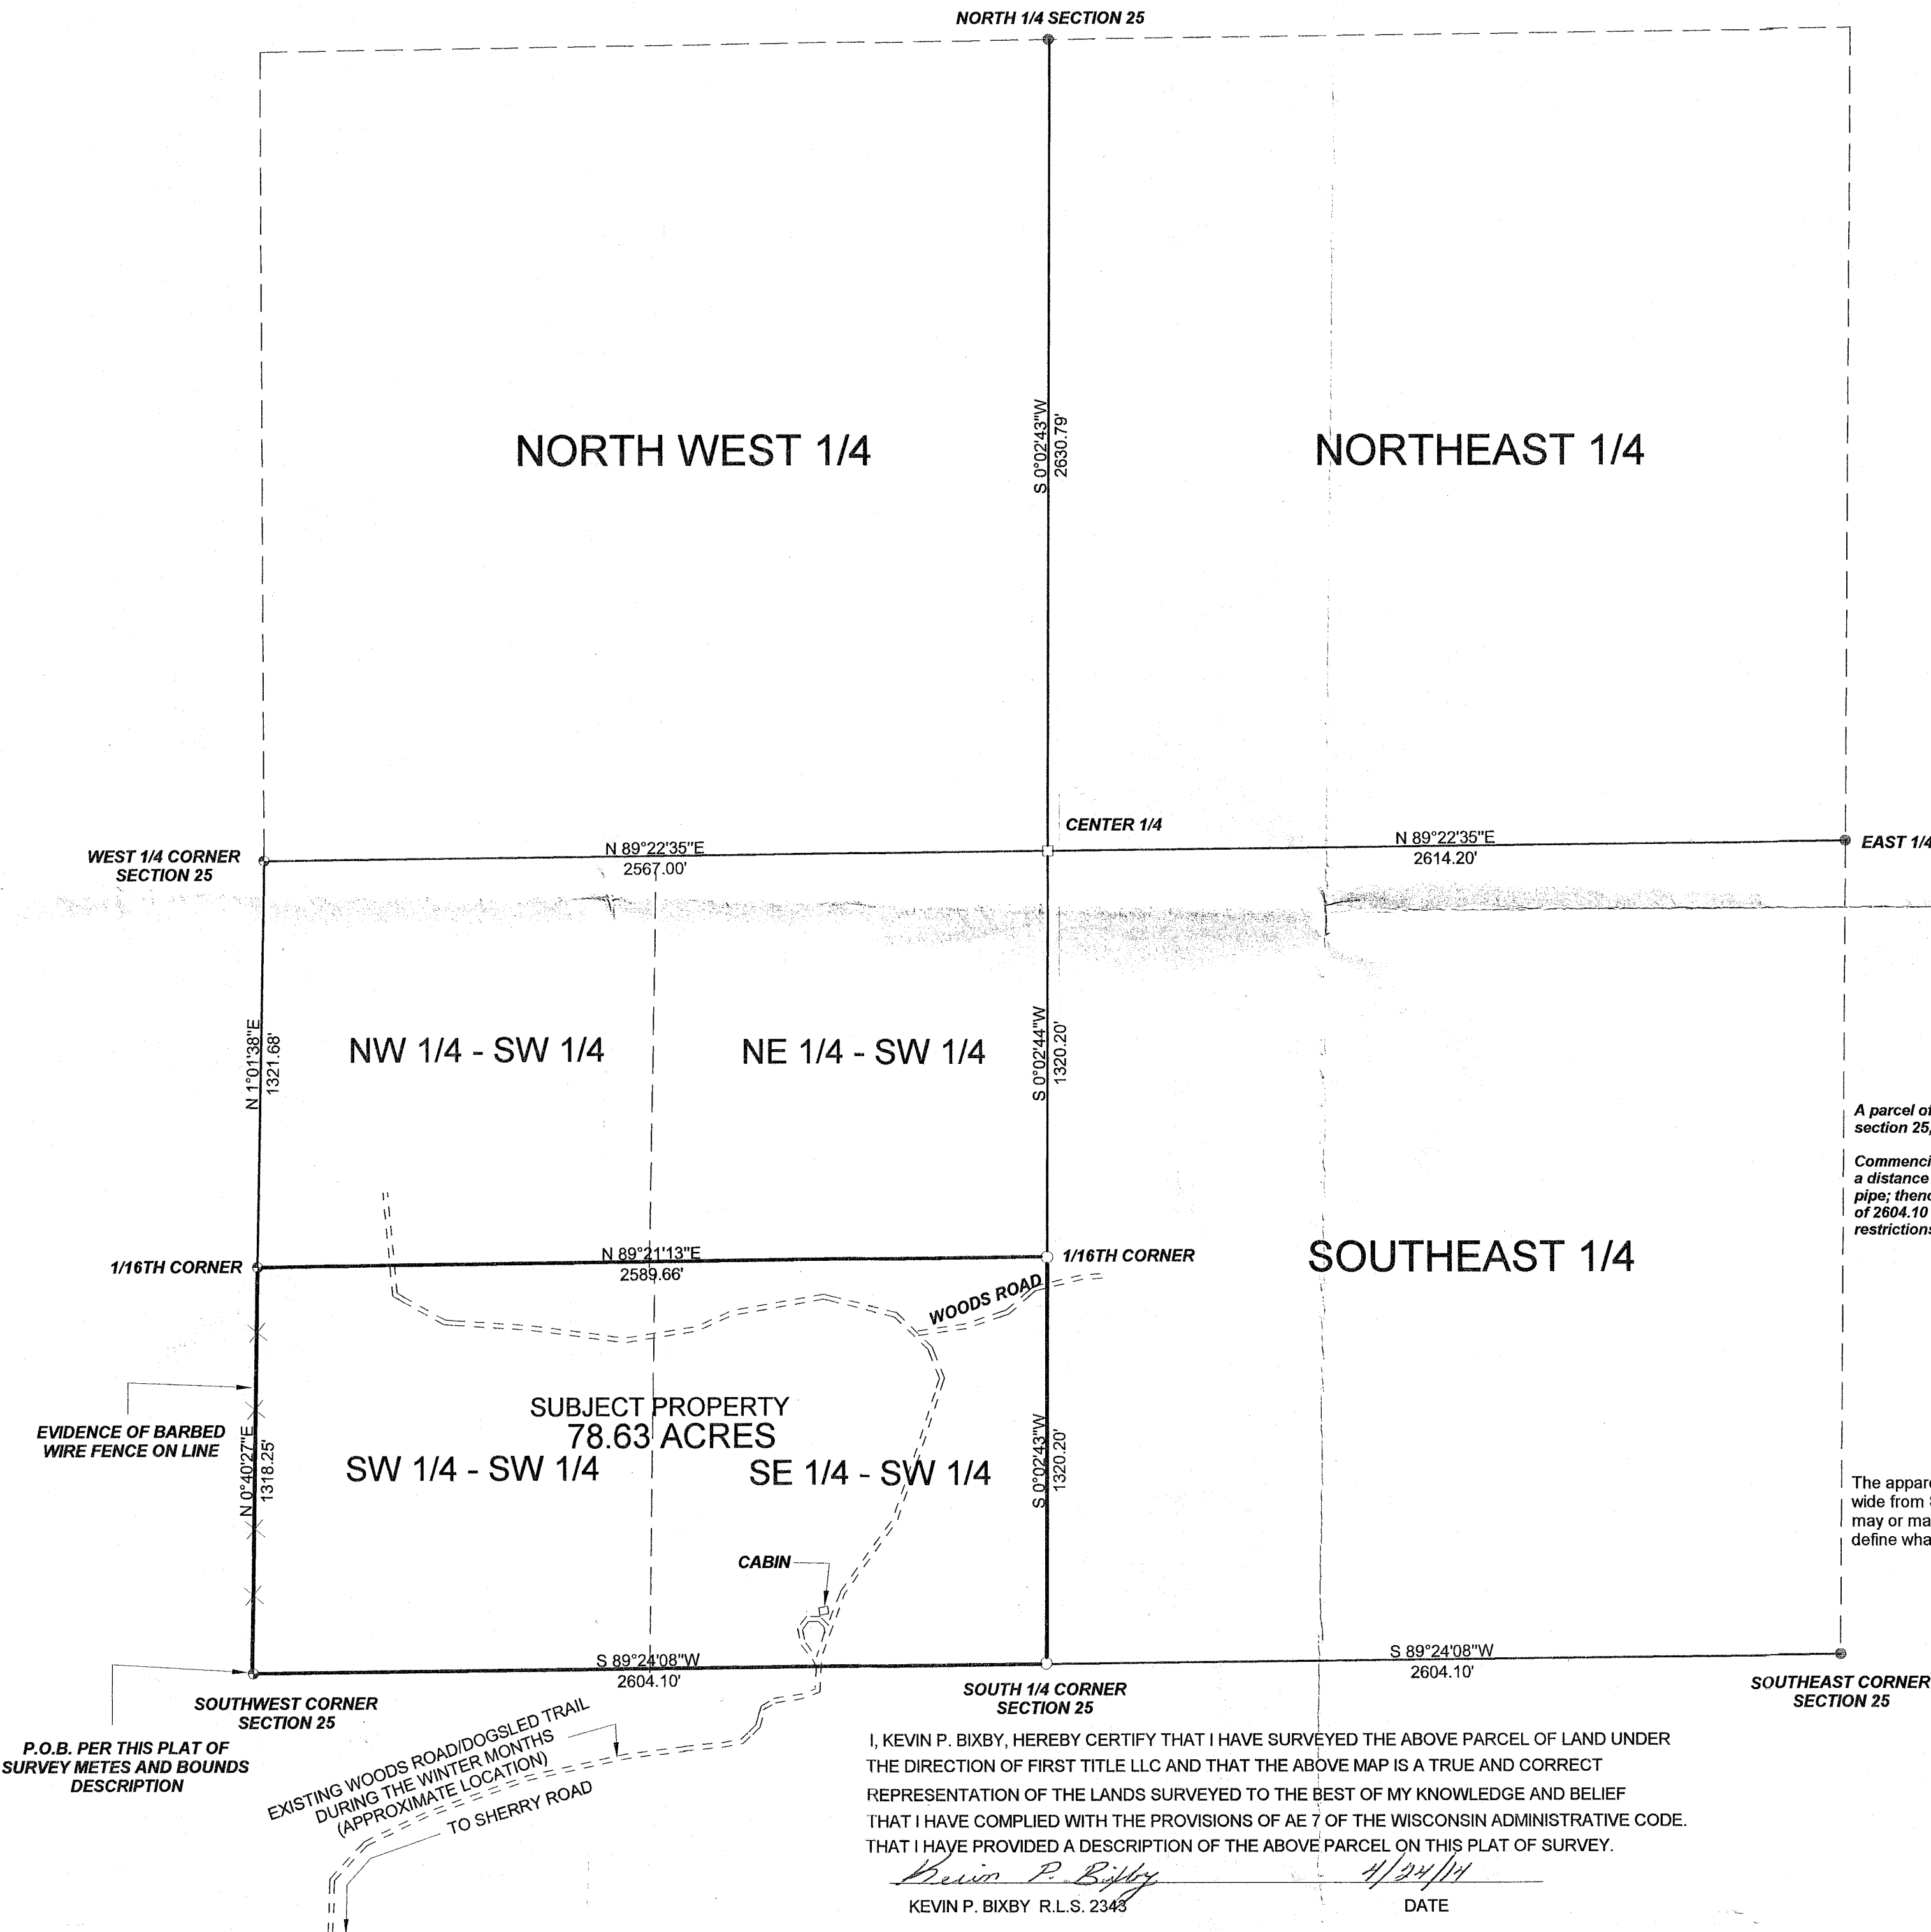 NORTH 1/4 SECTION 25
NORTH WEST 1/4
NORTHEAST 1/4
S 0°02'43"W
2630.79'
CENTER 1/4
WEST 1/4 CORNER
SECTION 25
N 89°22'35"E
2567.00'
N 89°22'35"E
2614.20'
EAST 1/4
N 1°01'38"E
1321.68'
NW 1/4 - SW 1/4
NE 1/4 - SW 1/4
S 0°02'44"W
1320.20'
A parcel of
section 25,
Commenci
a distance
pipe; thenc
of 2604.10
restrictions
1/16TH CORNER
N 89°21'13"E
2589.66'
1/16TH CORNER
SOUTHEAST 1/4
WOODS ROAD
EVIDENCE OF BARBED
WIRE FENCE ON LINE
N 0°40'27"E
1318.25'
SUBJECT PROPERTY
78.63 ACRES
SW 1/4 - SW 1/4
SE 1/4 - SW 1/4
S 0°02'43"W
1320.20'
The appare
wide from
may or ma
define wha
CABIN
S 89°24'08"W
2604.10'
S 89°24'08"W
2604.10'
SOUTHWEST CORNER
SECTION 25
SOUTH 1/4 CORNER
SECTION 25
SOUTHEAST CORNER
SECTION 25
P.O.B. PER THIS PLAT OF
SURVEY METES AND BOUNDS
DESCRIPTION
EXISTING WOODS ROAD/DOGSLED TRAIL
DURING THE WINTER MONTHS
(APPROXIMATE LOCATION)
TO SHERRY ROAD
I, KEVIN P. BIXBY, HEREBY CERTIFY THAT I HAVE SURVEYED THE ABOVE PARCEL OF LAND UNDER
THE DIRECTION OF FIRST TITLE LLC AND THAT THE ABOVE MAP IS A TRUE AND CORRECT
REPRESENTATION OF THE LANDS SURVEYED TO THE BEST OF MY KNOWLEDGE AND BELIEF
THAT I HAVE COMPLIED WITH THE PROVISIONS OF AE 7 OF THE WISCONSIN ADMINISTRATIVE CODE.
THAT I HAVE PROVIDED A DESCRIPTION OF THE ABOVE PARCEL ON THIS PLAT OF SURVEY.
Kevin P. Bixby 4/24/14
KEVIN P. BIXBY R.L.S. 2343
DATE